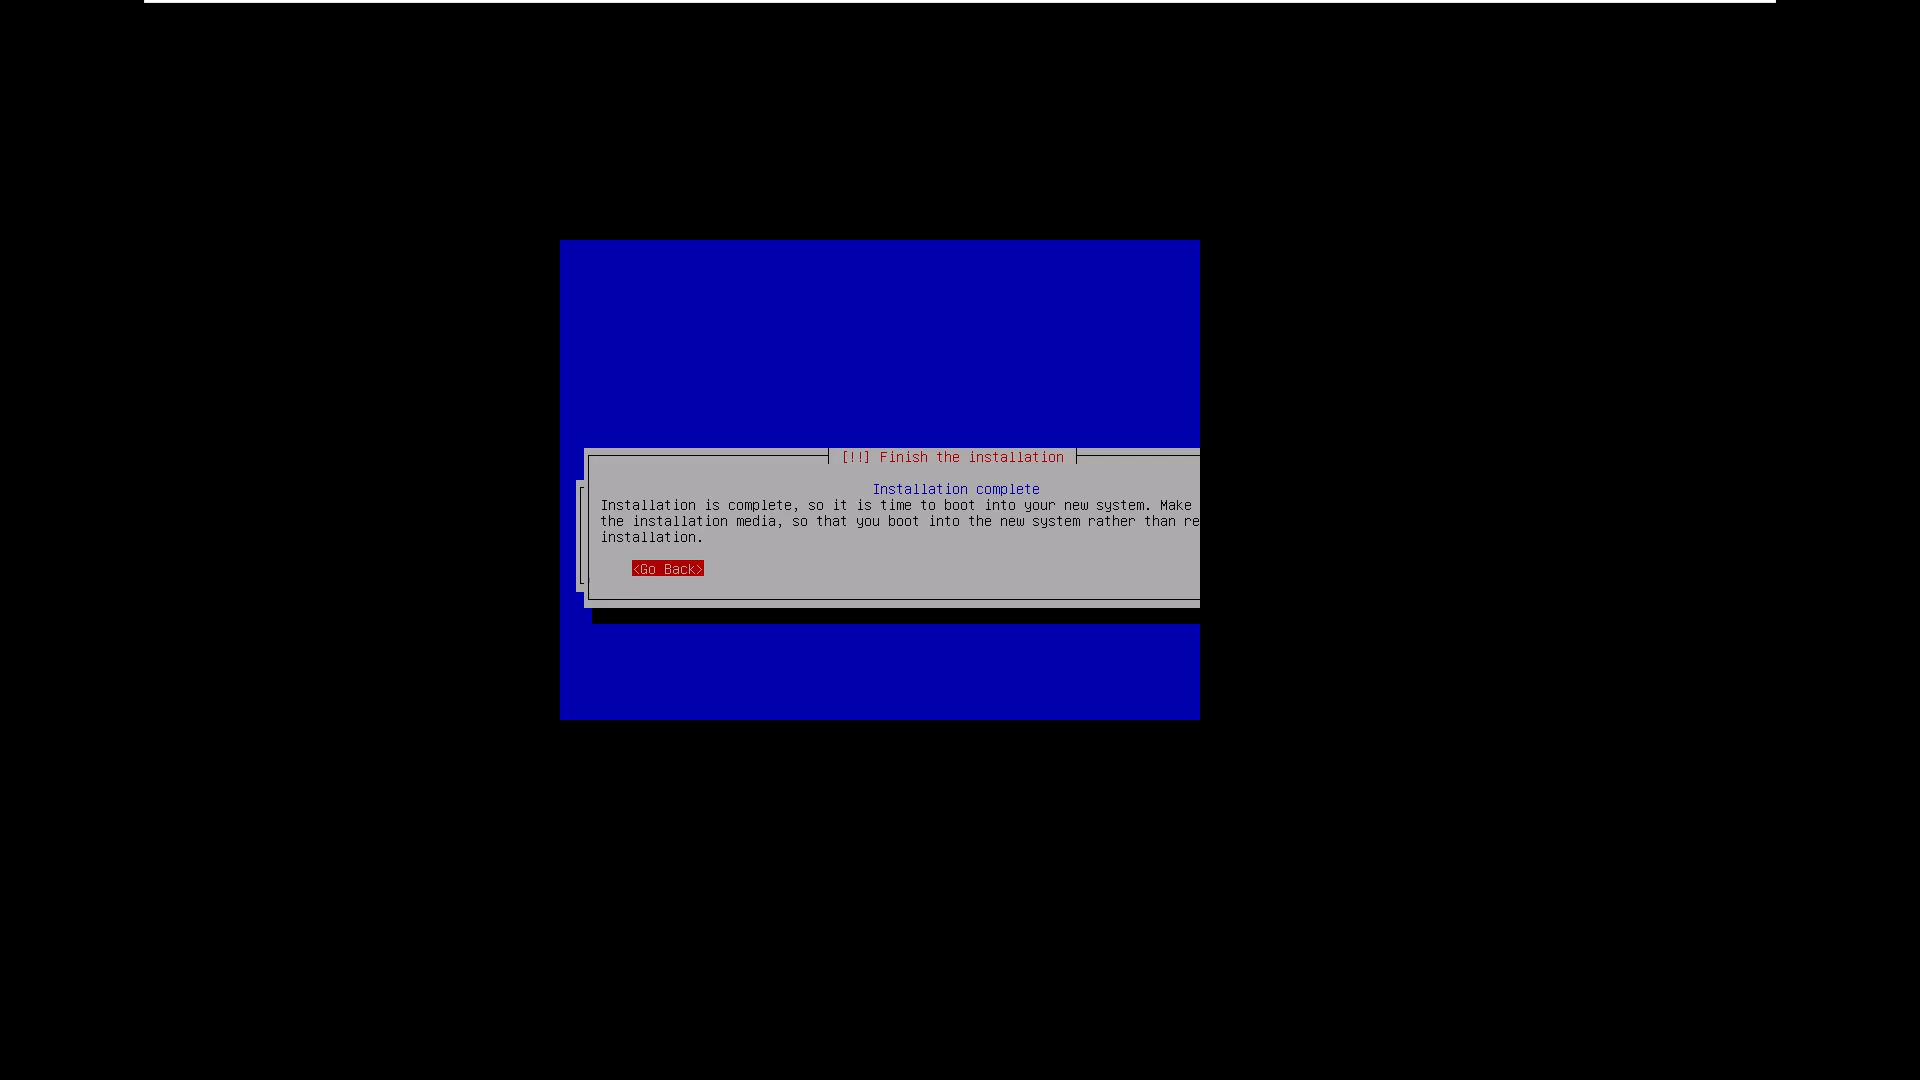 [!!] Finish the installation
Installation complete
Installation is complete, so it is time to boot into your new system. Make
the installation media, so that you boot into the new system rather than re
installation.
<Go Back>